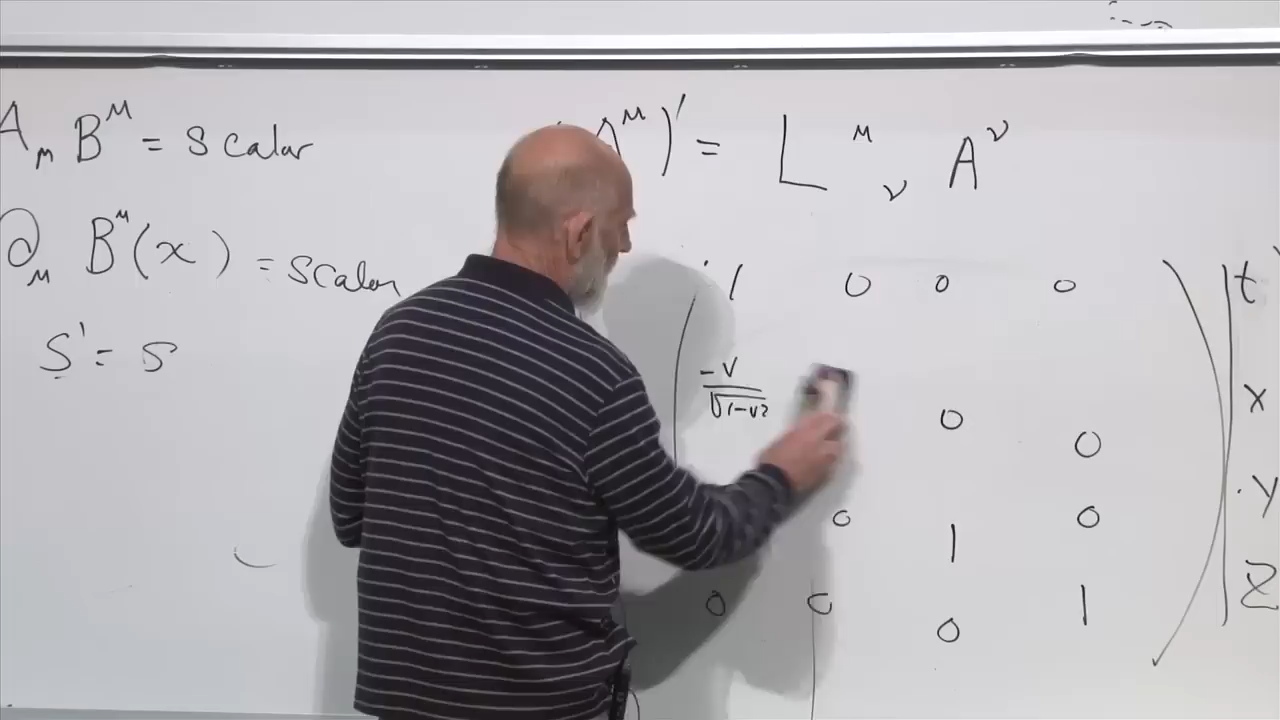 A_μ B^μ = Scalar
A^μ )' = L^μ_ν A^ν
∂_μ B^μ(x) = scalar
S' = S
1 0 0 0 t
-v/√1-v² 0 0 x
0 1 0 y
0 0 0 1 z